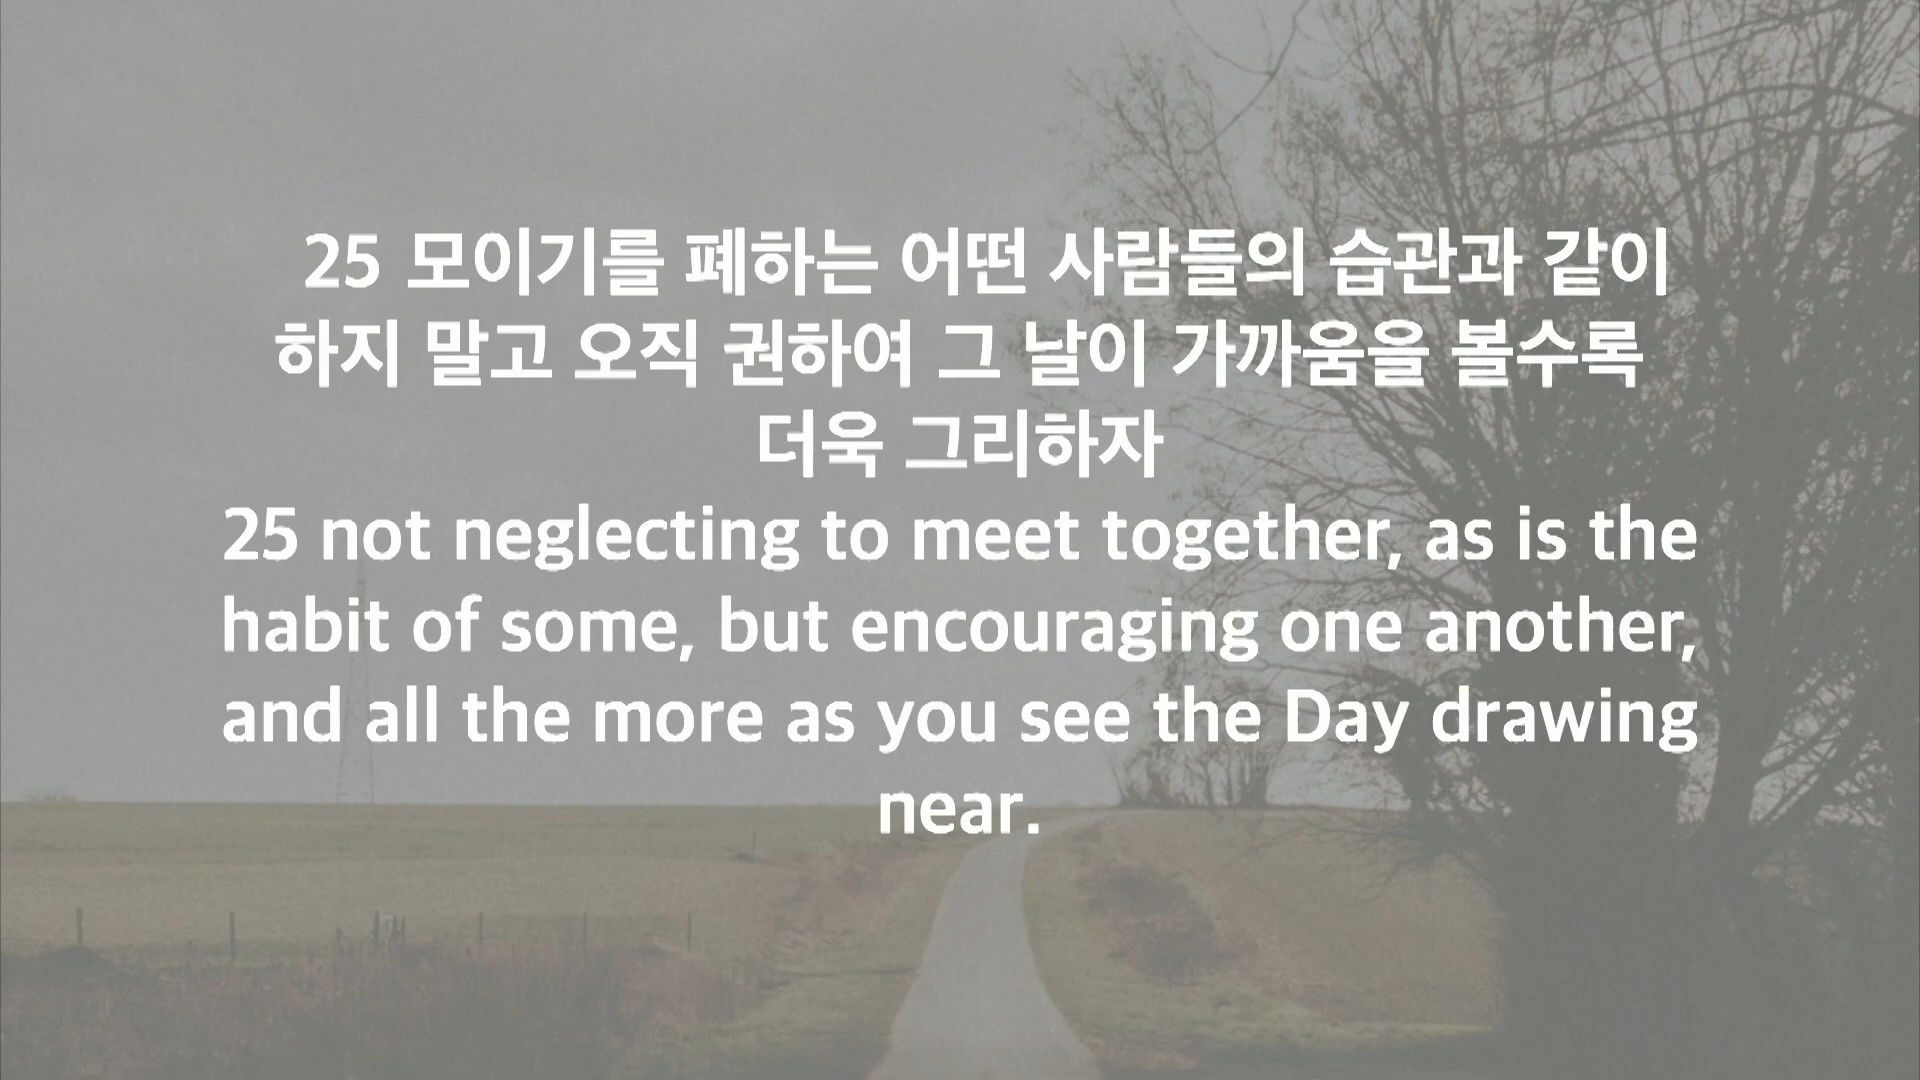 25 모이기를 폐하는 어떤 사람들의 습관과 같이
하지 말고 오직 권하여 그 날이 가까움을 볼수록
더욱 그리하자
25 not neglecting to meet together, as is the
habit of some, but encouraging one another,
and all the more as you see the Day drawing
near.